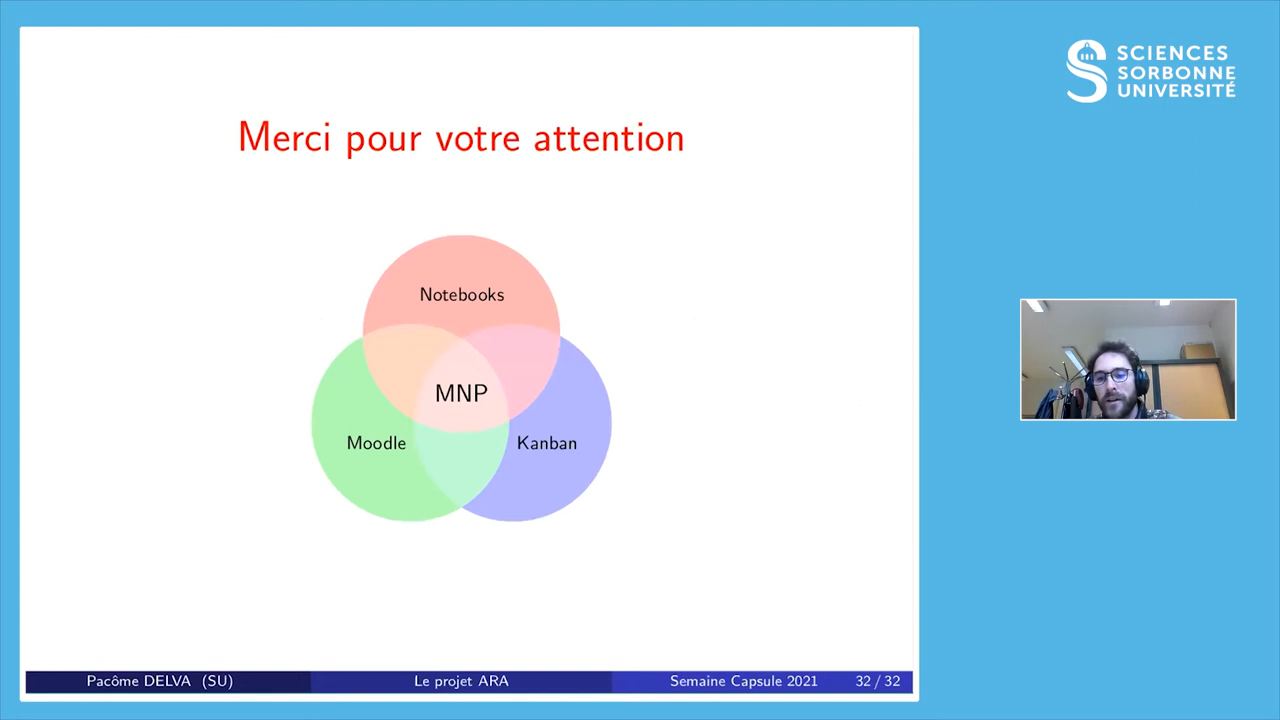 SCIENCES
SORBONNE
UNIVERSITÉ
Merci pour votre attention
Notebooks
MNP
Moodle
Kanban
Pacôme DELVA (SU)
Le projet ARA
Semaine Capsule 2021
32 / 32